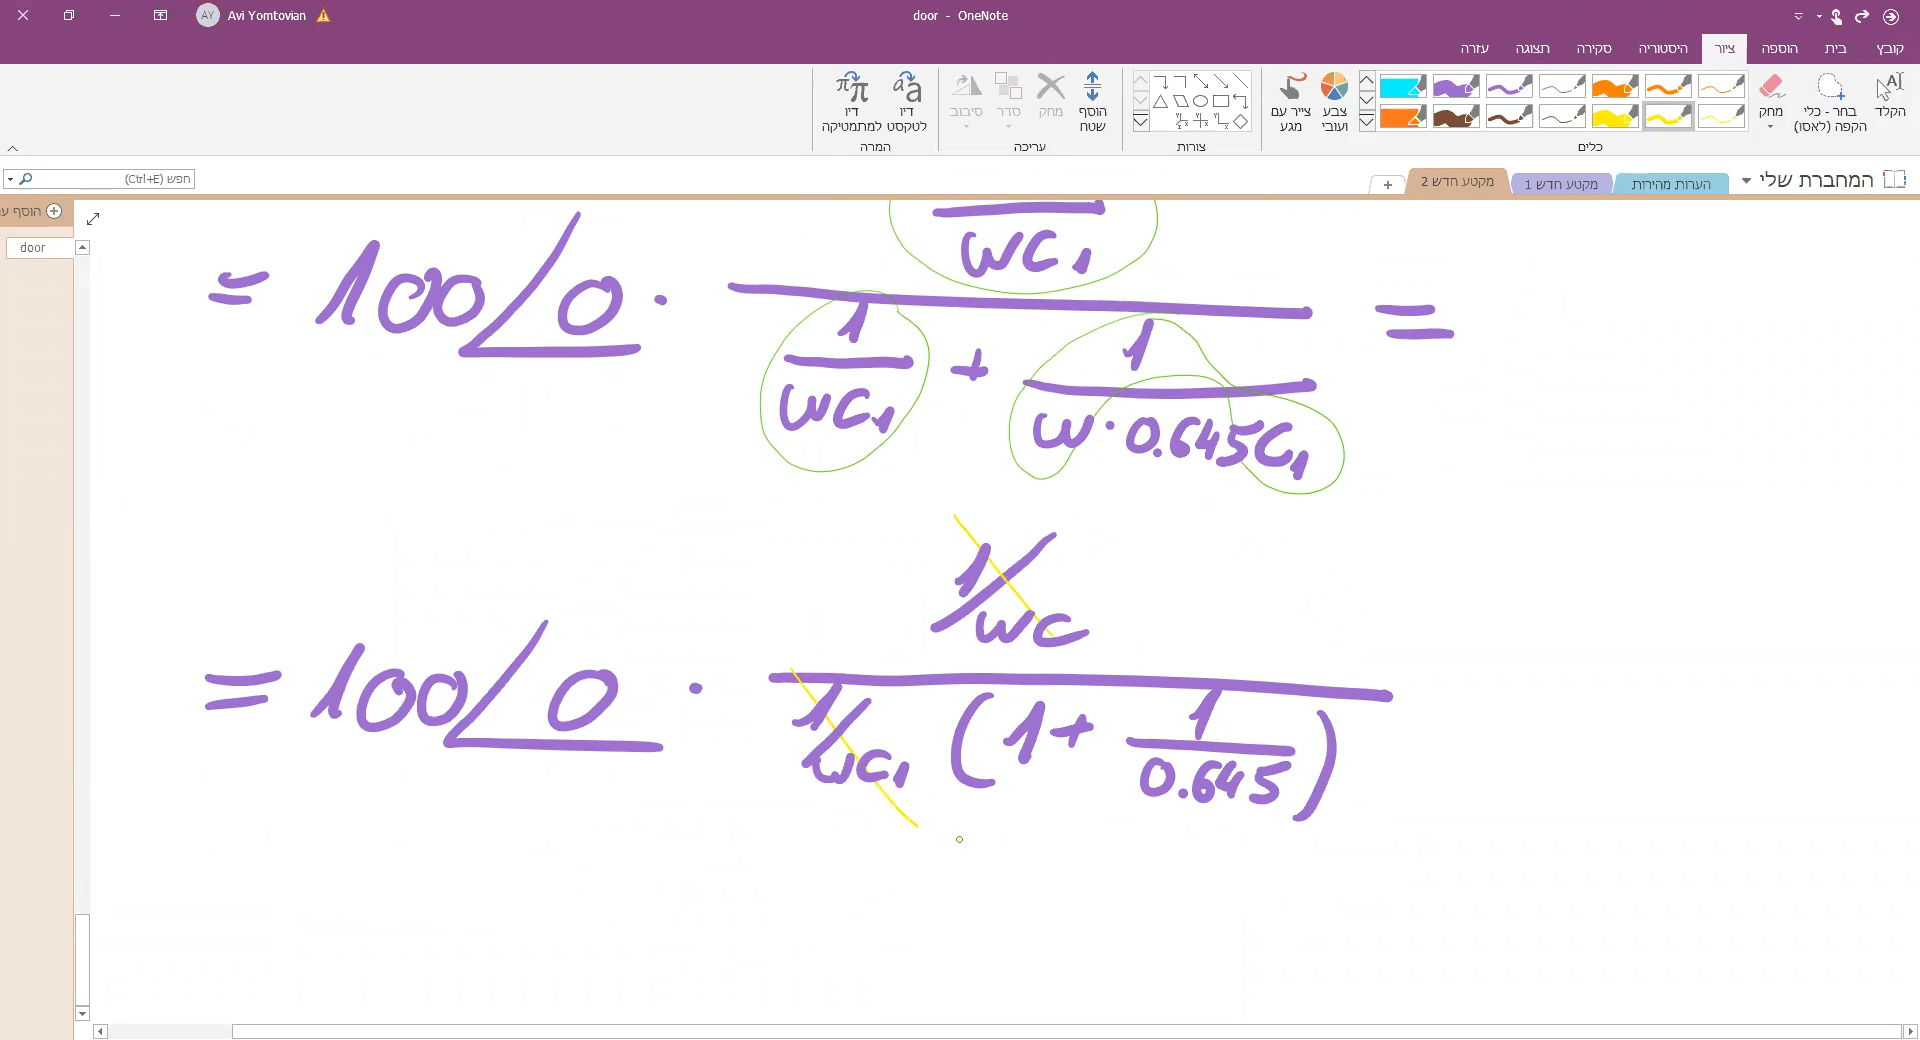 Avi Yomtovian
AY
door - OneNote
קובץ בית הוספה ציור היסטוריה סקירה תצוגה עזרה
הקלד
בחר - כלי הקפה (לאסו)
מחק
כלים
צבע ועובי
צייר עם מגע
צורות
הוסף שטח
מחק
סדר
סיבוב
עריכה
דיו לטקסט
דיו למתמטיקה
המרה
המחברת שלי
הערות מהירות
מקטע חדש 1
מקטע חדש 2
+
חפש (Ctrl+E)
הוסף עמ
door
= 100∠0 · (1/(wC₁)) / (1/(wC₁) + 1/(w·0.645C₁)) =
= 100∠0 · (1/wC) / (1/wC₁ (1 + 1/0.645))